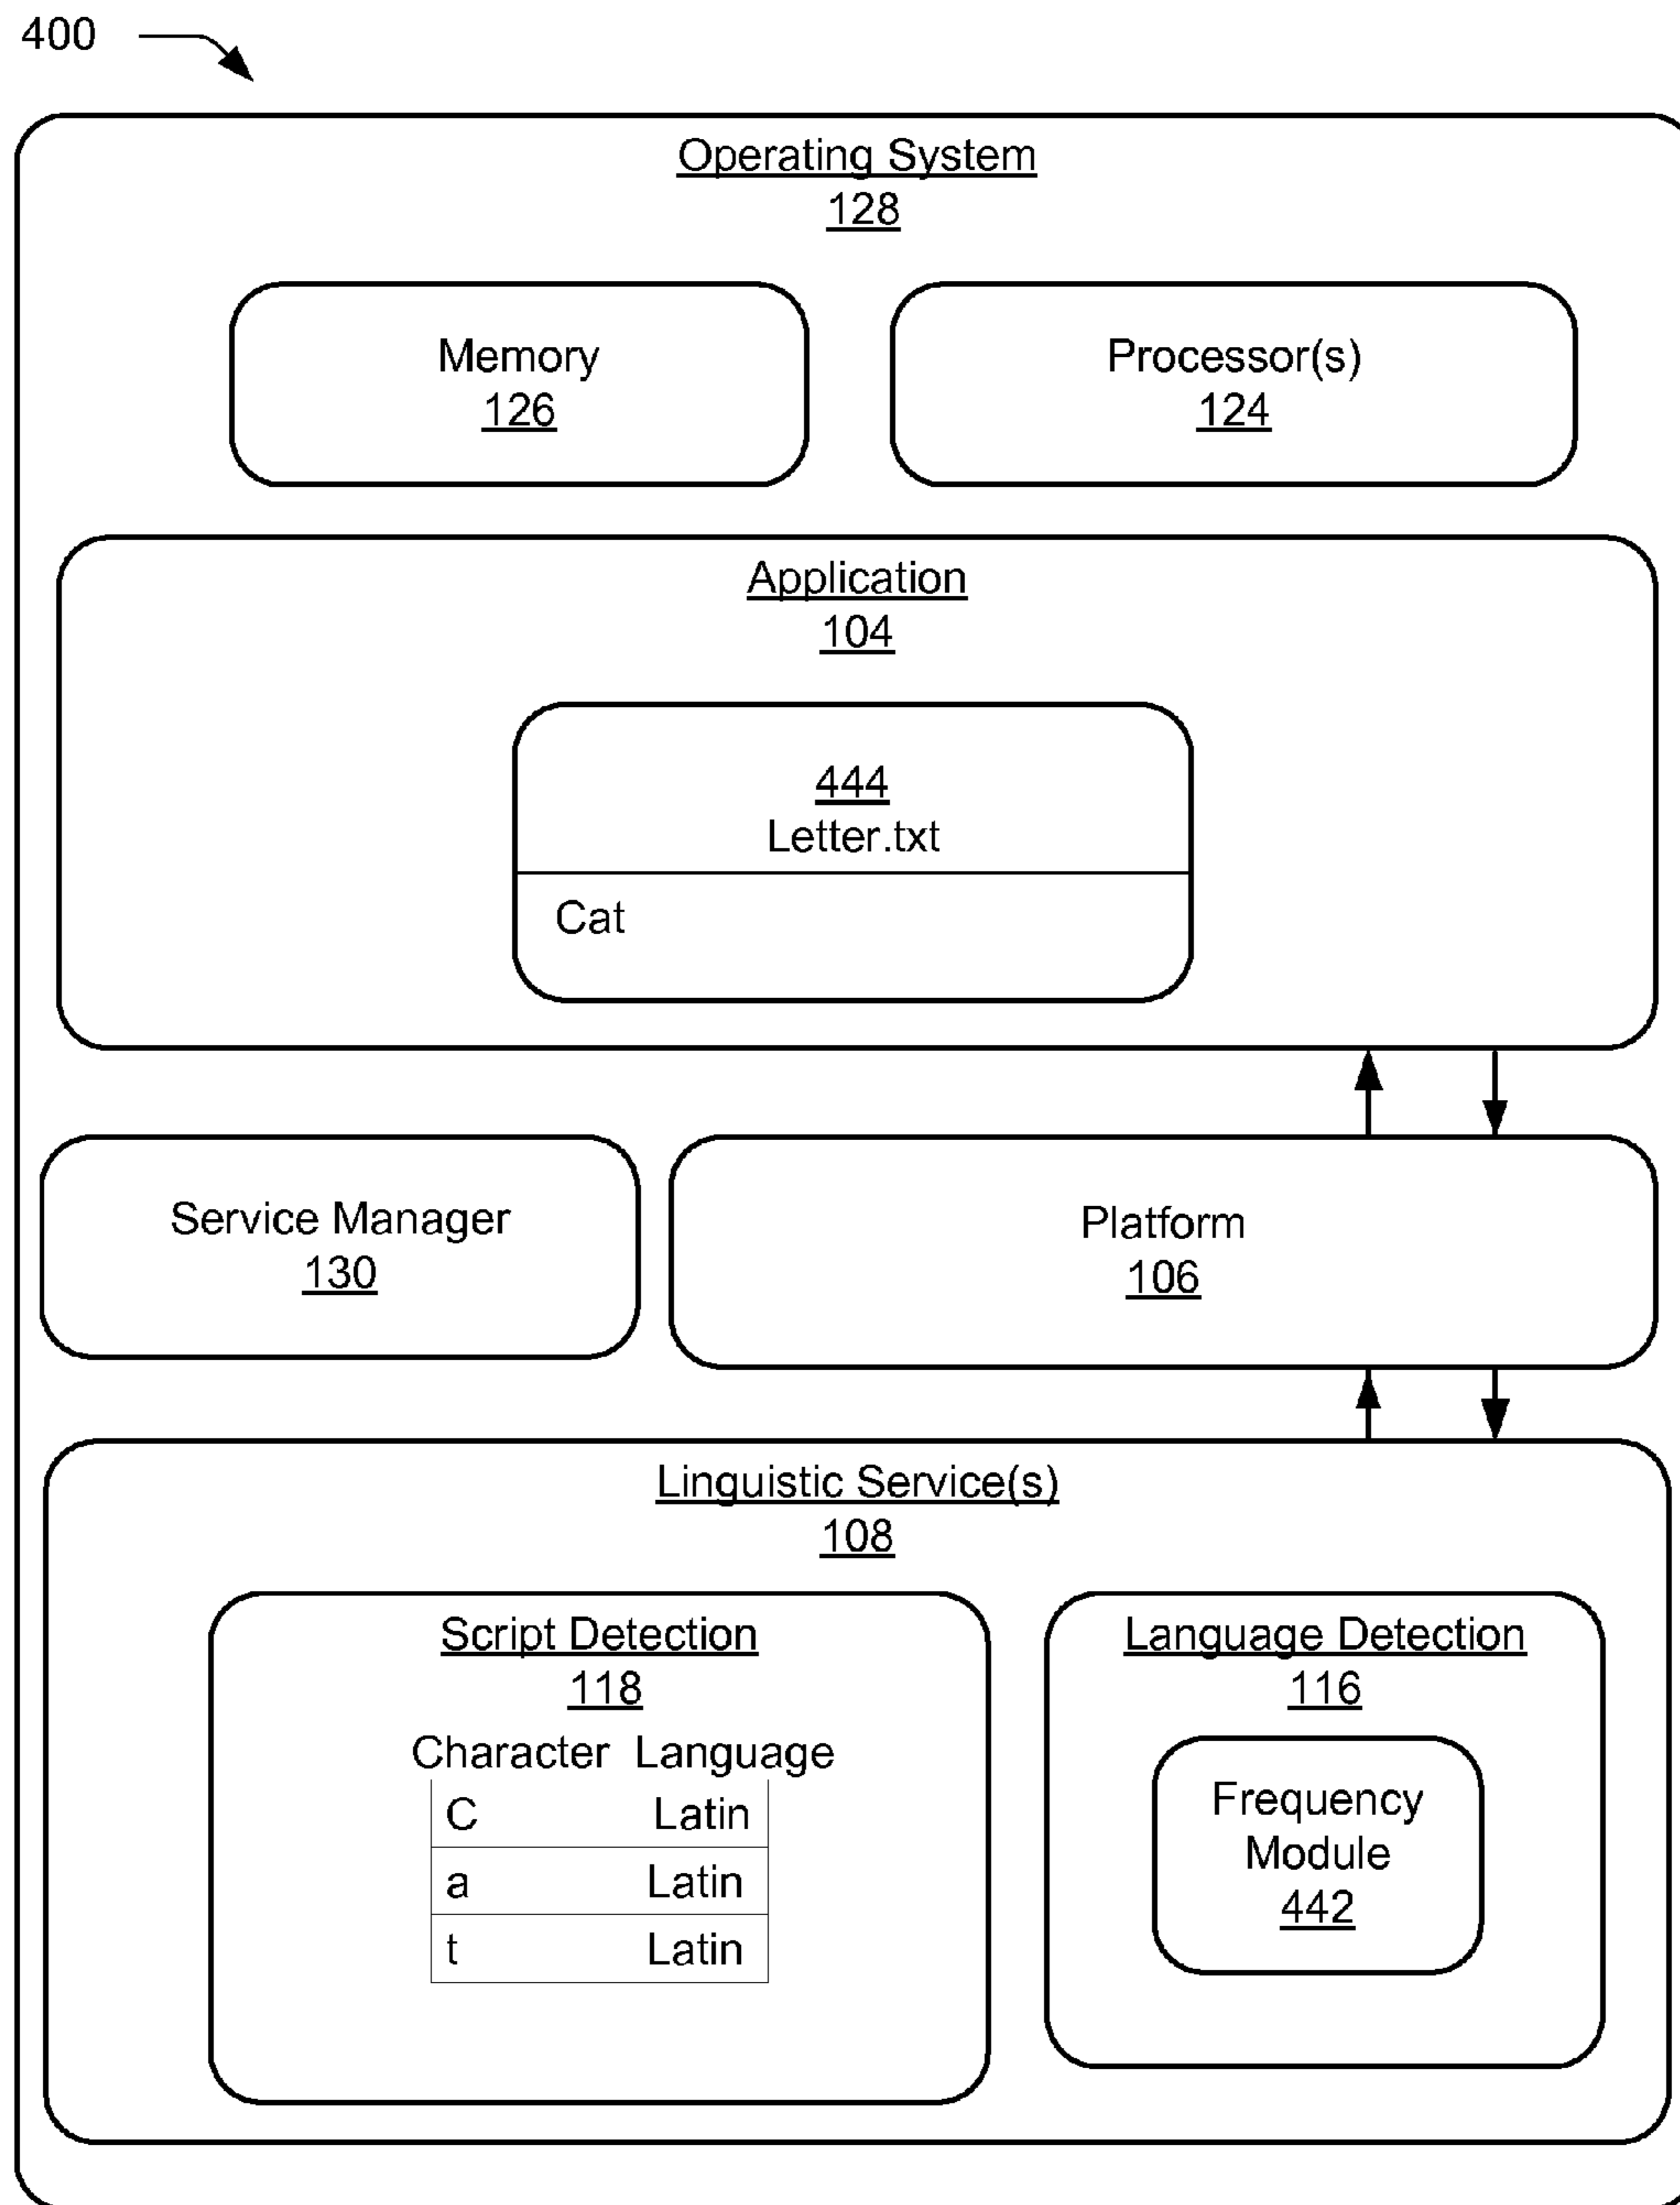 400
Operating System
128
Memory
126
Processor(s)
124
Application
104
444
Letter.txt
Cat
Service Manager
130
Platform
106
Linguistic Service(s)
108
Script Detection
118
Character Language
C Latin
a Latin
t Latin
Language Detection
116
Frequency
Module
442